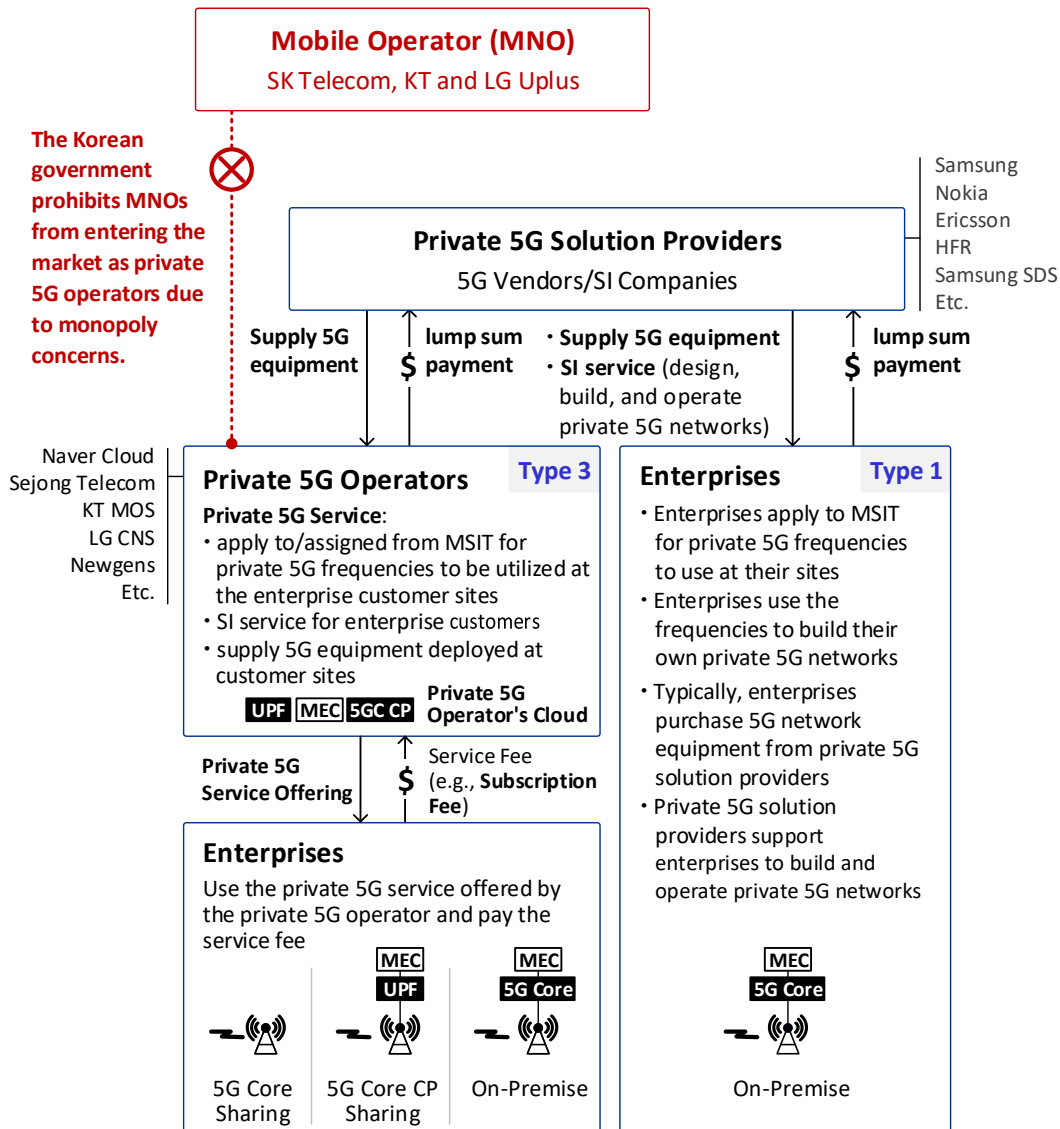 Mobile Operator (MNO)
SK Telecom, KT and LG Uplus
The Korean
government
prohibits MNOs
from entering the
market as private
5G operators due
to monopoly
concerns.
Samsung
Nokia
Ericsson
HFR
Samsung SDS
Etc.
Private 5G Solution Providers
5G Vendors/SI Companies
Supply 5G
equipment
$
lump sum
payment
· Supply 5G equipment
· SI service (design,
build, and operate
private 5G networks)
$
lump sum
payment
Naver Cloud
Sejong Telecom
KT MOS
LG CNS
Newgens
Etc.
Private 5G Operators
Type 3
Private 5G Service:
· apply to/assigned from MSIT for
private 5G frequencies to be utilized at
the enterprise customer sites
· SI service for enterprise customers
· supply 5G equipment deployed at
customer sites
UPF MEC 5GC CP
Private 5G
Operator's Cloud
Private 5G
Service Offering
$
Service Fee
(e.g., Subscription
Fee)
Enterprises
Use the private 5G service offered by
the private 5G operator and pay the
service fee
5G Core
Sharing
MEC
UPF
5G Core CP
Sharing
MEC
5G Core
On-Premise
Enterprises
Type 1
· Enterprises apply to MSIT
for private 5G frequencies
to use at their sites
· Enterprises use the
frequencies to build their
own private 5G networks
· Typically, enterprises
purchase 5G network
equipment from private 5G
solution providers
· Private 5G solution
providers support
enterprises to build and
operate private 5G networks
MEC
5G Core
On-Premise